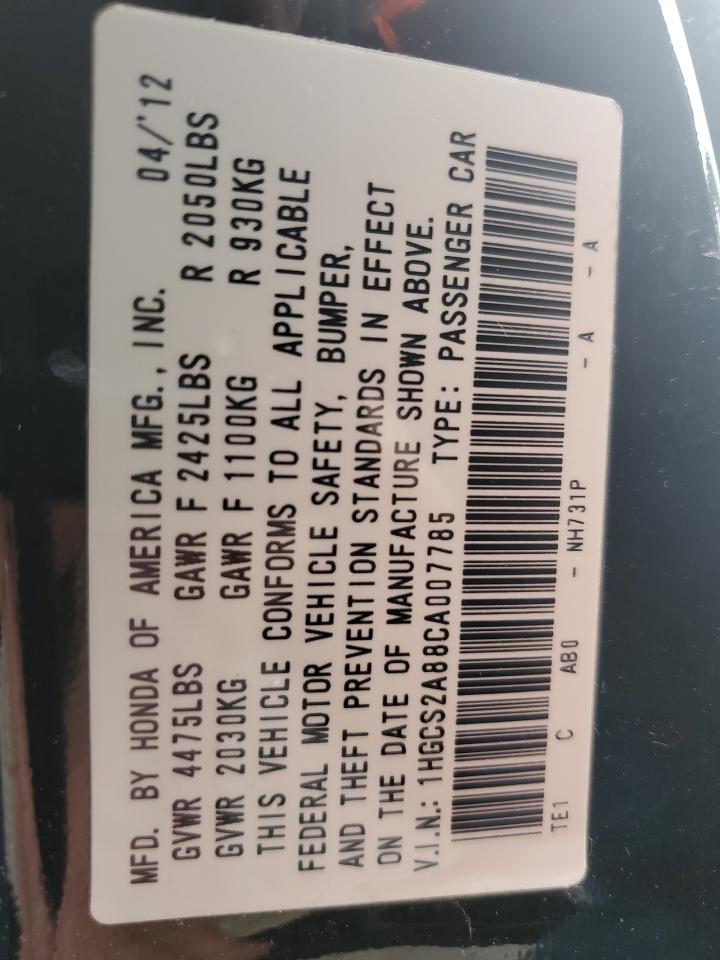 MFD. BY HONDA OF AMERICA MFG., INC. 04/'12
GVWR 4475LBS GAWR F 2425LBS R 2050LBS
GVWR 2030KG GAWR F 1100KG R 930KG
THIS VEHICLE CONFORMS TO ALL APPLICABLE
FEDERAL MOTOR VEHICLE SAFETY, BUMPER,
AND THEFT PREVENTION STANDARDS IN EFFECT
ON THE DATE OF MANUFACTURE SHOWN ABOVE.
V.I.N.: 1HGCS2A88CA007785 TYPE: PASSENGER CAR
TE1 C AB0 - NH731P - A - A